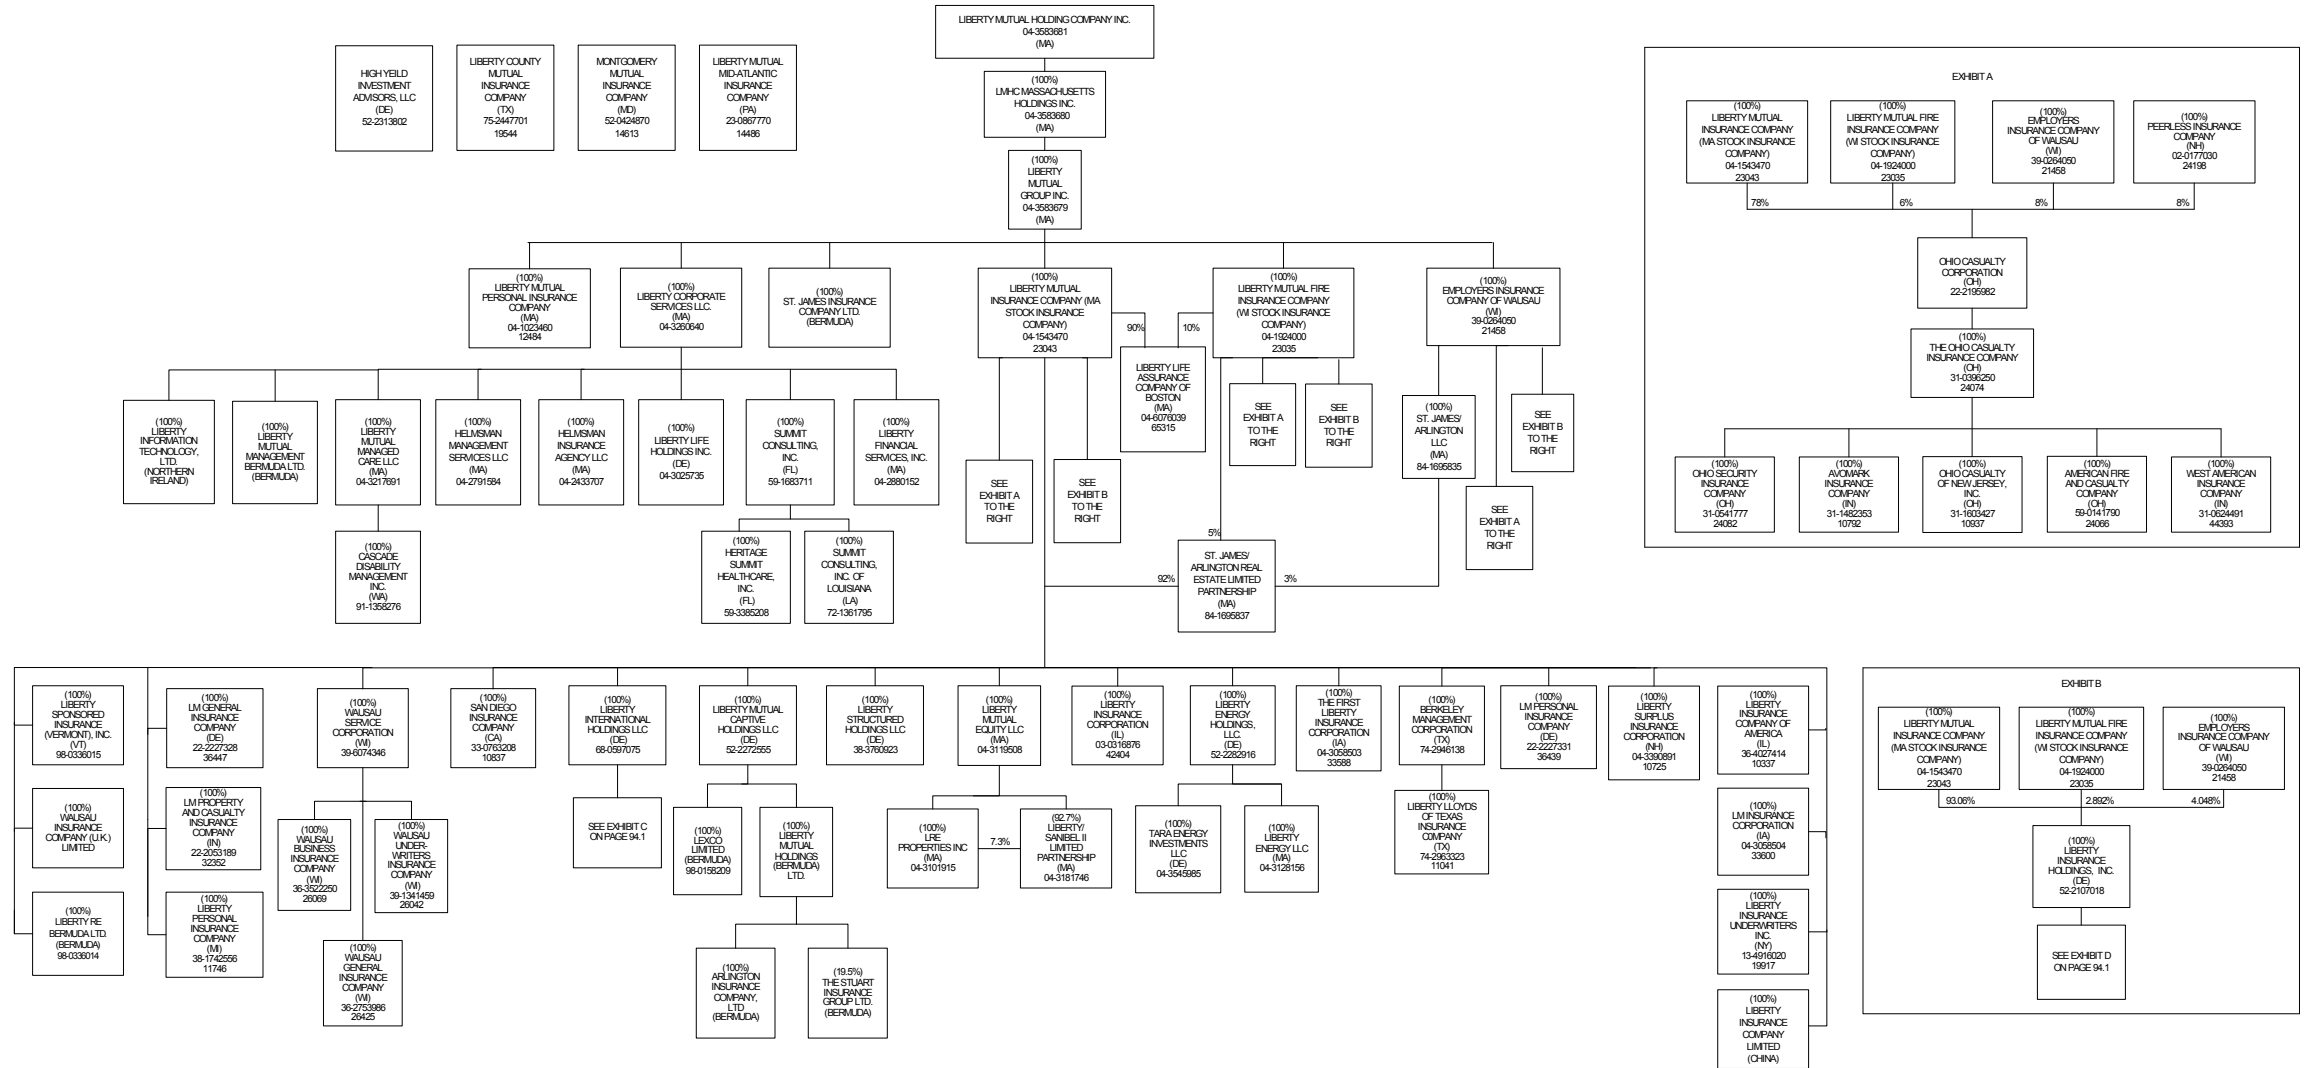 LIBERTY MUTUAL HOLDING COMPANY INC.
04-3583681
(MA)
HIGH YEILD
INVESTMENT
ADVISORS, LLC
(DE)
52-2313802
LIBERTY COUNTY
MUTUAL
INSURANCE
COMPANY
(TX)
75-2447701
19544
MONTGOMERY
MUTUAL
INSURANCE
COMPANY
(MD)
52-0424870
14613
LIBERTY MUTUAL
MID-ATLANTIC
INSURANCE
COMPANY
(PA)
23-0867770
14486
(100%)
LMHC MASSACHUSETTS
HOLDINGS INC.
04-3583680
(MA)
(100%)
LIBERTY
MUTUAL
GROUP INC.
04-3583679
(MA)
(100%)
LIBERTY MUTUAL
PERSONAL INSURANCE
COMPANY
(MA)
04-1023460
12484
(100%)
LIBERTY CORPORATE
SERVICES LLC.
(MA)
04-3260640
(100%)
ST. JAMES INSURANCE
COMPANY LTD.
(BERMUDA)
(100%)
LIBERTY MUTUAL
INSURANCE COMPANY (MA
STOCK INSURANCE
COMPANY)
04-1543470
23043
(100%)
LIBERTY MUTUAL FIRE
INSURANCE COMPANY
(WI STOCK INSURANCE
COMPANY)
04-1924000
23035
(100%)
EMPLOYERS INSURANCE
COMPANY OF WAUSAU
(WI)
39-0264050
21458
90%
10%
LIBERTY LIFE
ASSURANCE
COMPANY OF
BOSTON
(MA)
04-6076039
65315
(100%)
LIBERTY
INFORMATION
TECHNOLOGY,
LTD.
(NORTHERN
IRELAND)
(100%)
LIBERTY
MUTUAL
MANAGEMENT
BERMUDA LTD.
(BERMUDA)
(100%)
LIBERTY
MUTUAL
MANAGED
CARE LLC
(MA)
04-3217691
(100%)
HELMSMAN
MANAGEMENT
SERVICES LLC
(MA)
04-2791584
(100%)
HELMSMAN
INSURANCE
AGENCY LLC
(MA)
04-2433707
(100%)
LIBERTY LIFE
HOLDINGS INC.
(DE)
04-3025735
(100%)
SUMMIT
CONSULTING,
INC.
(FL)
59-1683711
(100%)
LIBERTY
FINANCIAL
SERVICES, INC.
(MA)
04-2880152
SEE
EXHIBIT A
TO THE
RIGHT
SEE
EXHIBIT B
TO THE
RIGHT
SEE
EXHIBIT A
TO THE
RIGHT
SEE
EXHIBIT B
TO THE
RIGHT
(100%)
ST. JAMES/
ARLINGTON
LLC
(MA)
84-1695835
SEE
EXHIBIT B
TO THE
RIGHT
SEE
EXHIBIT A
TO THE
RIGHT
(100%)
CASCADE
DISABILITY
MANAGEMENT
INC.
(WA)
91-1358276
(100%)
HERITAGE
SUMMIT
HEALTHCARE,
INC.
(FL)
59-3385208
(100%)
SUMMIT
CONSULTING,
INC. OF
LOUISIANA
(LA)
72-1361795
5%
92%
3%
ST. JAMES/
ARLINGTON REAL
ESTATE LIMITED
PARTNERSHIP
(MA)
84-1695837
EXHIBIT A
(100%)
LIBERTY MUTUAL
INSURANCE COMPANY
(MA STOCK INSURANCE
COMPANY)
04-1543470
23043
(100%)
LIBERTY MUTUAL FIRE
INSURANCE COMPANY
(WI STOCK INSURANCE
COMPANY)
04-1924000
23035
(100%)
EMPLOYERS
INSURANCE COMPANY
OF WAUSAU
(WI)
39-0264050
21458
(100%)
PEERLESS INSURANCE
COMPANY
(NH)
02-0177030
24198
78%
6%
8%
8%
OHIO CASUALTY
CORPORATION
(OH)
22-2195982
(100%)
THE OHIO CASUALTY
INSURANCE COMPANY
(OH)
31-0396250
24074
(100%)
OHIO SECURITY
INSURANCE
COMPANY
(OH)
31-0541777
24082
(100%)
AVOMARK
INSURANCE
COMPANY
(IN)
31-1482353
10792
(100%)
OHIO CASUALTY
OF NEW JERSEY,
INC.
(OH)
31-1603427
10937
(100%)
AMERICAN FIRE
AND CASUALTY
COMPANY
(OH)
59-0141790
24066
(100%)
WEST AMERICAN
INSURANCE
COMPANY
(IN)
31-0624491
44393
(100%)
LIBERTY
SPONSORED
INSURANCE
(VERMONT), INC.
(VT)
98-0336015
(100%)
LM GENERAL
INSURANCE
COMPANY
(DE)
22-2227328
36447
(100%)
WAUSAU
SERVICE
CORPORATION
(WI)
39-6074346
(100%)
SAN DIEGO
INSURANCE
COMPANY
(CA)
33-0763208
10837
(100%)
LIBERTY
INTERNATIONAL
HOLDINGS LLC
(DE)
68-0597075
(100%)
LIBERTY MUTUAL
CAPTIVE
HOLDINGS LLC
(DE)
52-2272555
(100%)
LIBERTY
STRUCTURED
HOLDINGS LLC
(DE)
38-3760923
(100%)
LIBERTY
MUTUAL
EQUITY LLC
(MA)
04-3119508
(100%)
LIBERTY
INSURANCE
CORPORATION
(IL)
03-0316876
42404
(100%)
LIBERTY
ENERGY
HOLDINGS,
LLC.
(DE)
52-2282916
(100%)
THE FIRST
LIBERTY
INSURANCE
CORPORATION
(IA)
04-3058503
33588
(100%)
BERKELEY
MANAGEMENT
CORPORATION
(TX)
74-2946138
(100%)
LM PERSONAL
INSURANCE
COMPANY
(DE)
22-2227331
36439
(100%)
LIBERTY
SURPLUS
INSURANCE
CORPORATION
(NH)
04-3390891
10725
(100%)
LIBERTY
INSURANCE
COMPANY OF
AMERICA
(IL)
36-4027414
10337
(100%)
WAUSAU
INSURANCE
COMPANY (U.K.)
LIMITED
(100%)
LM PROPERTY
AND CASUALTY
INSURANCE
COMPANY
(IN)
22-2053189
32352
(100%)
WAUSAU
BUSINESS
INSURANCE
COMPANY
(WI)
36-3522250
26069
(100%)
WAUSAU
UNDER-
WRITERS
INSURANCE
COMPANY
(WI)
39-1341459
26042
SEE EXHIBIT C
ON PAGE 94.1
(100%)
LEXCO
LIMITED
(BERMUDA)
98-0158209
(100%)
LIBERTY
MUTUAL
HOLDINGS
(BERMUDA)
LTD.
(100%)
LRE
PROPERTIES INC
(MA)
04-3101915
7.3%
(92.7%)
LIBERTY/
SANIBEL II
LIMITED
PARTNERSHIP
(MA)
04-3181746
(100%)
TARA ENERGY
INVESTMENTS
LLC
(DE)
04-3545985
(100%)
LIBERTY
ENERGY LLC
(MA)
04-3128156
(100%)
LIBERTY LLOYDS
OF TEXAS
INSURANCE
C0MPANY
(TX)
74-2963323
11041
(100%)
LM INSURANCE
CORPORATION
(IA)
04-3058504
33600
(100%)
LIBERTY RE
BERMUDA LTD.
(BERMUDA)
98-0336014
(100%)
LIBERTY
PERSONAL
INSURANCE
COMPANY
(MI)
38-1742556
11746
(100%)
WAUSAU
GENERAL
INSURANCE
COMPANY
(WI)
36-2753986
26425
(100%)
ARLINGTON
INSURANCE
COMPANY,
LTD
(BERMUDA)
(19.5%)
THE STUART
INSURANCE
GROUP LTD.
(BERMUDA)
(100%)
LIBERTY
INSURANCE
UNDERWRITERS
INC.
(NY)
13-4916020
19917
(100%)
LIBERTY
INSURANCE
COMPANY
LIMITED
(CHINA)
EXHIBIT B
(100%)
LIBERTY MUTUAL
INSURANCE COMPANY
(MA STOCK INSURANCE
COMPANY)
04-1543470
23043
(100%)
LIBERTY MUTUAL FIRE
INSURANCE COMPANY
(WI STOCK INSURANCE
COMPANY)
04-1924000
23035
(100%)
EMPLOYERS
INSURANCE COMPANY
OF WAUSAU
(WI)
39-0264050
21458
93.06%
2.892%
4.048%
(100%)
LIBERTY
INSURANCE
HOLDINGS, INC.
(DE)
52-2107018
SEE EXHIBIT D
ON PAGE 94.1